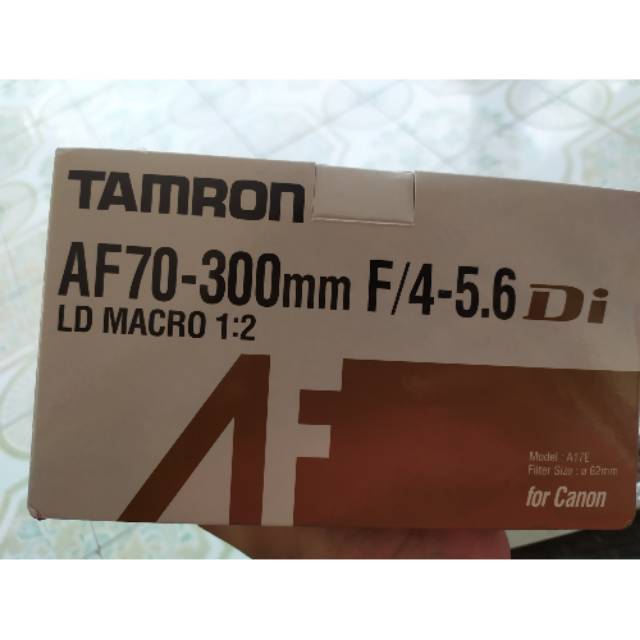 TAMRON
AF70-300mm F/4-5.6 Di
LD MACRO 1:2
AF
Model : A17E
Filter Size : ø 62mm
for Canon